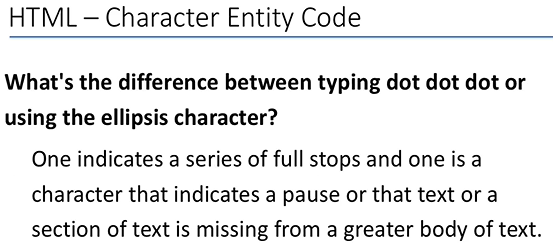 HTML – Character Entity Code
What's the difference between typing dot dot dot or
using the ellipsis character?
One indicates a series of full stops and one is a
character that indicates a pause or that text or a
section of text is missing from a greater body of text.